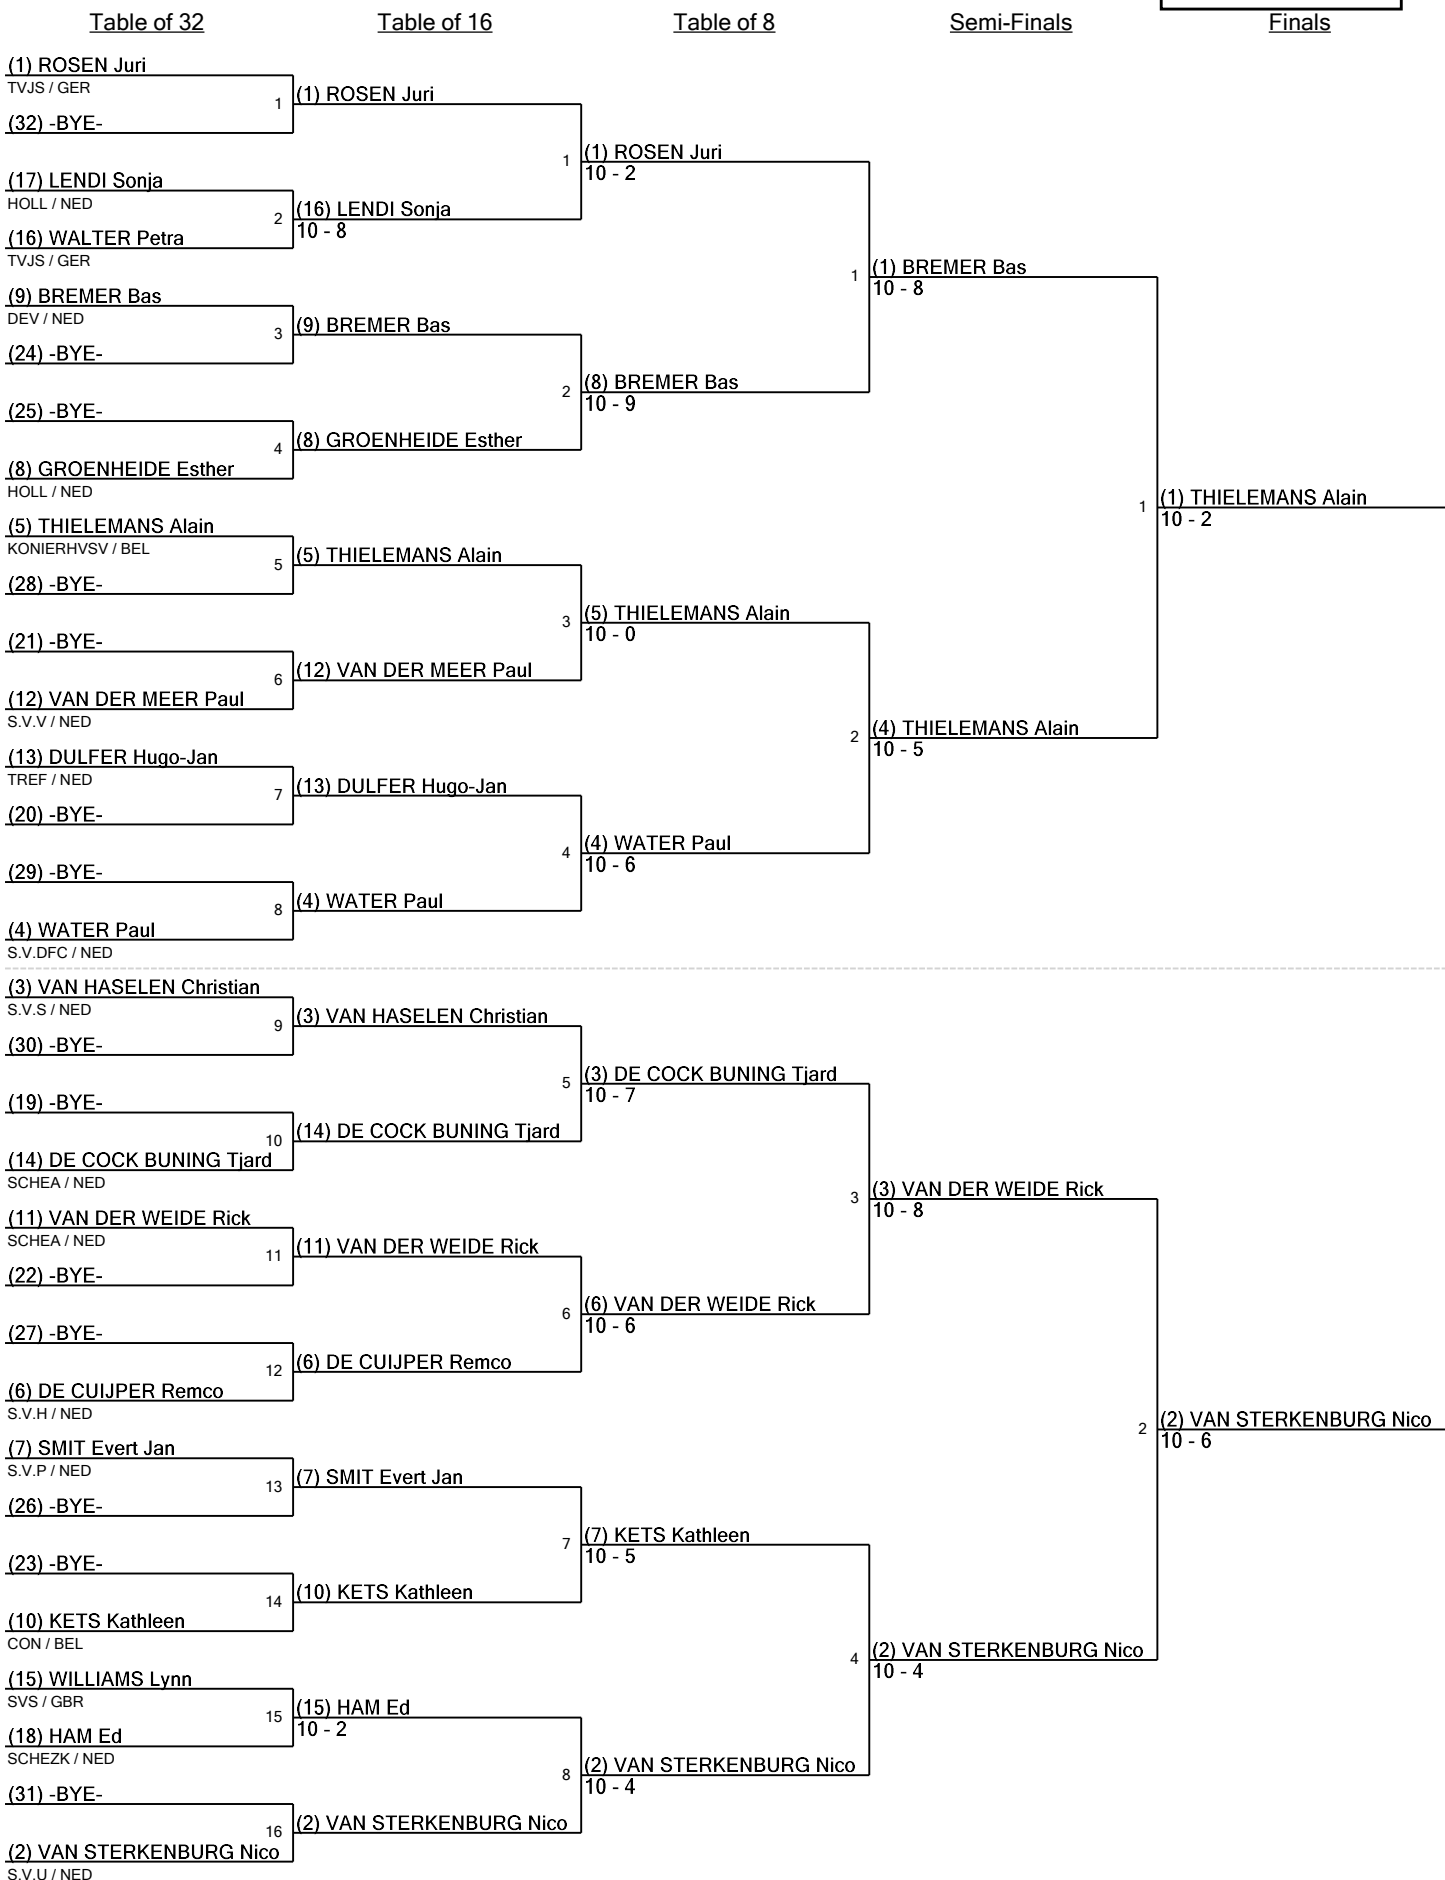 Table of 32
Table of 16
Table of 8
Semi-Finals
Finals
(1) ROSEN Juri
TVJS / GER
1
(32) -BYE-
(17) LENDI Sonja
HOLL / NED
2
(16) WALTER Petra
TVJS / GER
(9) BREMER Bas
DEV / NED
3
(24) -BYE-
(25) -BYE-
4
(8) GROENHEIDE Esther
HOLL / NED
(5) THIELEMANS Alain
KONIERHVSV / BEL
5
(28) -BYE-
(21) -BYE-
6
(12) VAN DER MEER Paul
S.V.V / NED
(13) DULFER Hugo-Jan
TREF / NED
7
(20) -BYE-
(29) -BYE-
8
(4) WATER Paul
S.V.DFC / NED
(3) VAN HASELEN Christian
S.V.S / NED
9
(30) -BYE-
(19) -BYE-
10
(14) DE COCK BUNING Tjard
SCHEA / NED
(11) VAN DER WEIDE Rick
SCHEA / NED
11
(22) -BYE-
(27) -BYE-
12
(6) DE CUIJPER Remco
S.V.H / NED
(7) SMIT Evert Jan
S.V.P / NED
13
(26) -BYE-
(23) -BYE-
14
(10) KETS Kathleen
CON / BEL
(15) WILLIAMS Lynn
SVS / GBR
15
(18) HAM Ed
SCHEZK / NED
(31) -BYE-
16
(2) VAN STERKENBURG Nico
S.V.U / NED
(1) ROSEN Juri
1
(16) LENDI Sonja
10 - 8
(9) BREMER Bas
2
(8) GROENHEIDE Esther
(5) THIELEMANS Alain
3
(12) VAN DER MEER Paul
(13) DULFER Hugo-Jan
4
(4) WATER Paul
(3) VAN HASELEN Christian
5
(14) DE COCK BUNING Tjard
(11) VAN DER WEIDE Rick
6
(6) DE CUIJPER Remco
(7) SMIT Evert Jan
7
(10) KETS Kathleen
(15) HAM Ed
10 - 2
8
(2) VAN STERKENBURG Nico
(1) ROSEN Juri
10 - 2
1
(8) BREMER Bas
10 - 9
(5) THIELEMANS Alain
10 - 0
2
(4) WATER Paul
10 - 6
(3) DE COCK BUNING Tjard
10 - 7
3
(6) VAN DER WEIDE Rick
10 - 6
(7) KETS Kathleen
10 - 5
4
(2) VAN STERKENBURG Nico
10 - 4
(1) BREMER Bas
10 - 8
1
(4) THIELEMANS Alain
10 - 5
(3) VAN DER WEIDE Rick
10 - 8
2
(2) VAN STERKENBURG Nico
10 - 4
(1) THIELEMANS Alain
10 - 2
(2) VAN STERKENBURG Nico
10 - 6